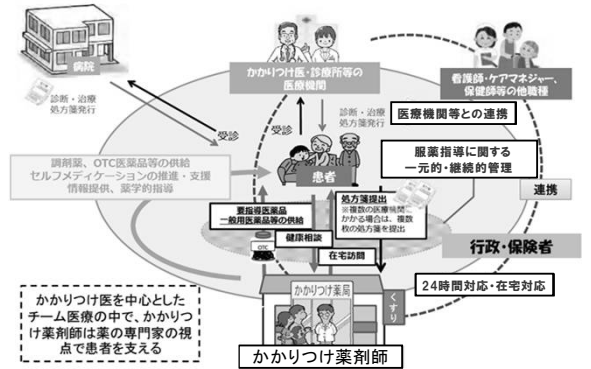 病院
かかりつけ医・診療所等の
医療機関
看護師・ケアマネジャー、
保健師等の他職種
診断・治療
処方箋発行
受診
受診
診断・治療
処方箋発行
医療機関等との連携
調剤薬、OTC医薬品等の供給
セルフメディケーションの推進・支援
情報提供、薬学的指導
患者
服薬指導に関する
一元的・継続的管理
連携
要指導医薬品
一般用医薬品等の供給
処方箋提出
※複数の医療機関に
かかる場合は、複数
枚の処方箋を提出
健康相談
在宅訪問
行政・保険者
OTC
24時間対応・在宅対応
かかりつけ薬局
くすり
かかりつけ医を中心とした
チーム医療の中で、かかりつ
け薬剤師は薬の専門家の視
点で患者を支える
かかりつけ薬剤師